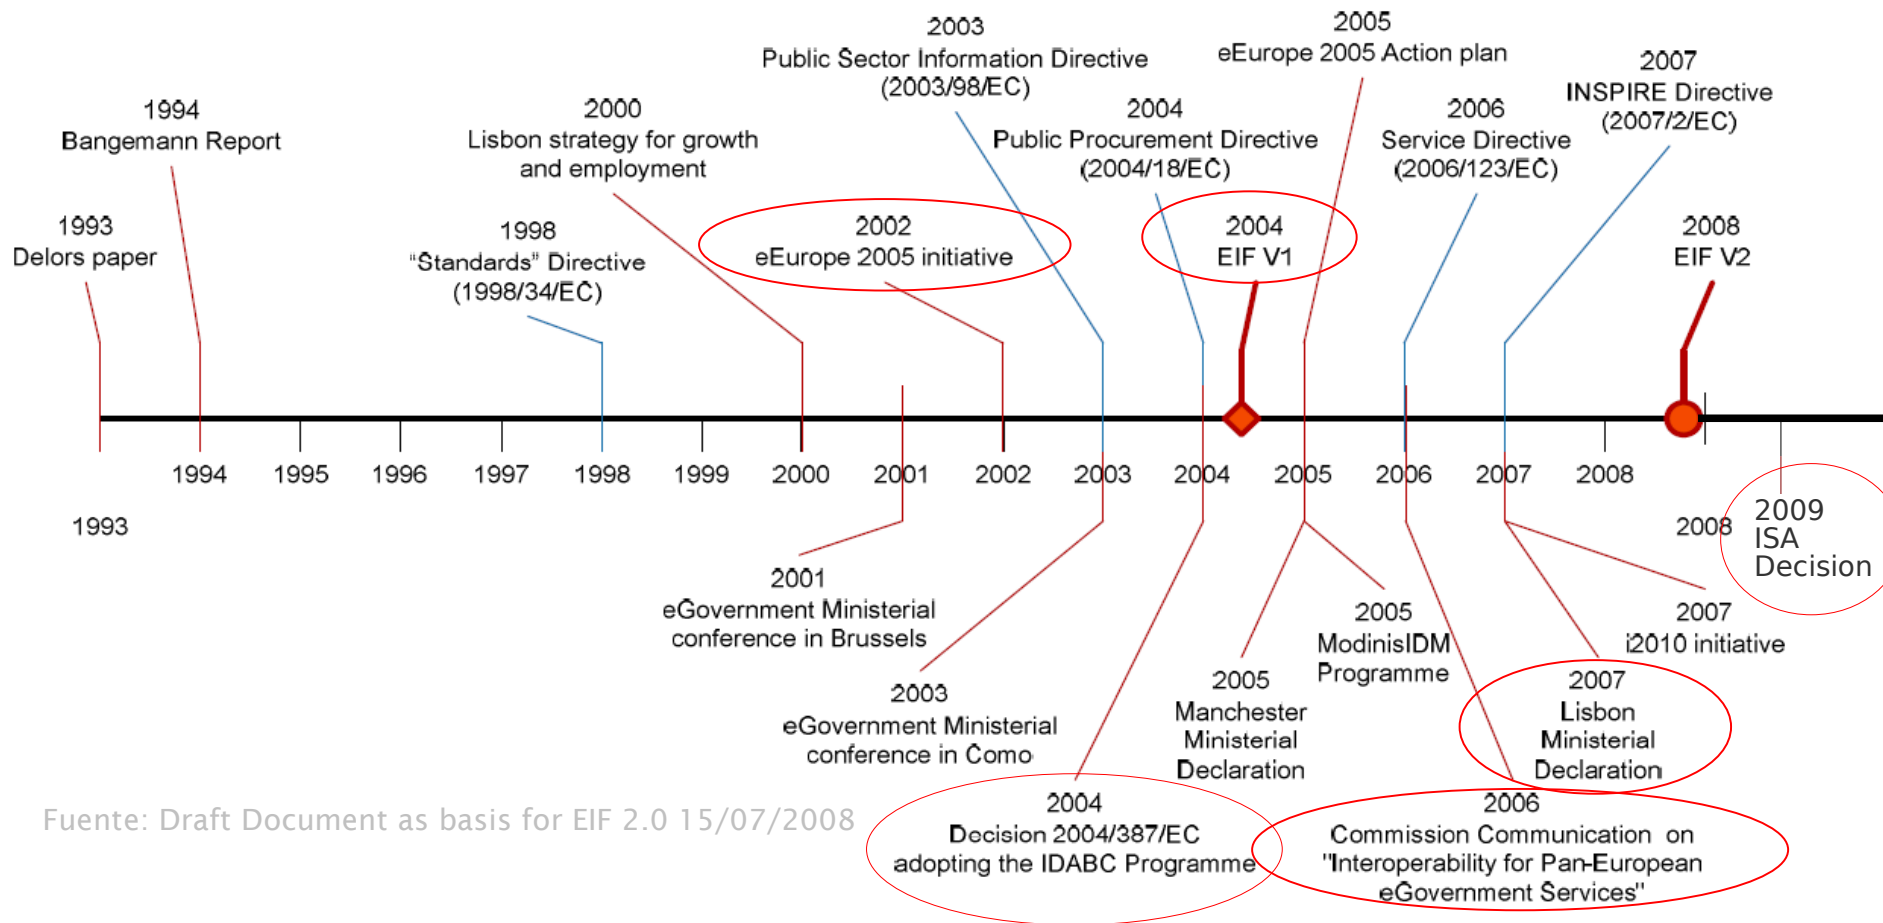 2003
Public Sector Information Directive
(2003/98/EC)
2005
eEurope 2005 Action plan
2007
INSPIRE Directive
(2007/2/EC)
1994
Bangemann Report
2000
Lisbon strategy for growth
and employment
2004
Public Procurement Directive
(2004/18/EC)
2006
Service Directive
(2006/123/EC)
1993
Delors paper
1998
"Standards" Directive
(1998/34/EC)
2002
eEurope 2005 initiative
2004
EIF V1
2008
EIF V2
1994 1995 1996 1997 1998 1999 2000 2001 2002 2003 2004 2005 2006 2007 2008
1993
2008
2009
ISA
Decision
2001
eGovernment Ministerial
conference in Brussels
2003
eGovernment Ministerial
conference in Como
2005
Manchester
Ministerial
Declaration
2005
ModinisIDM
Programme
2007
i2010 initiative
2007
Lisbon
Ministerial
Declaration
2004
Decision 2004/387/EC
adopting the IDABC Programme
2006
Commission Communication on
"Interoperability for Pan-European
eGovernment Services"
Fuente: Draft Document as basis for EIF 2.0 15/07/2008